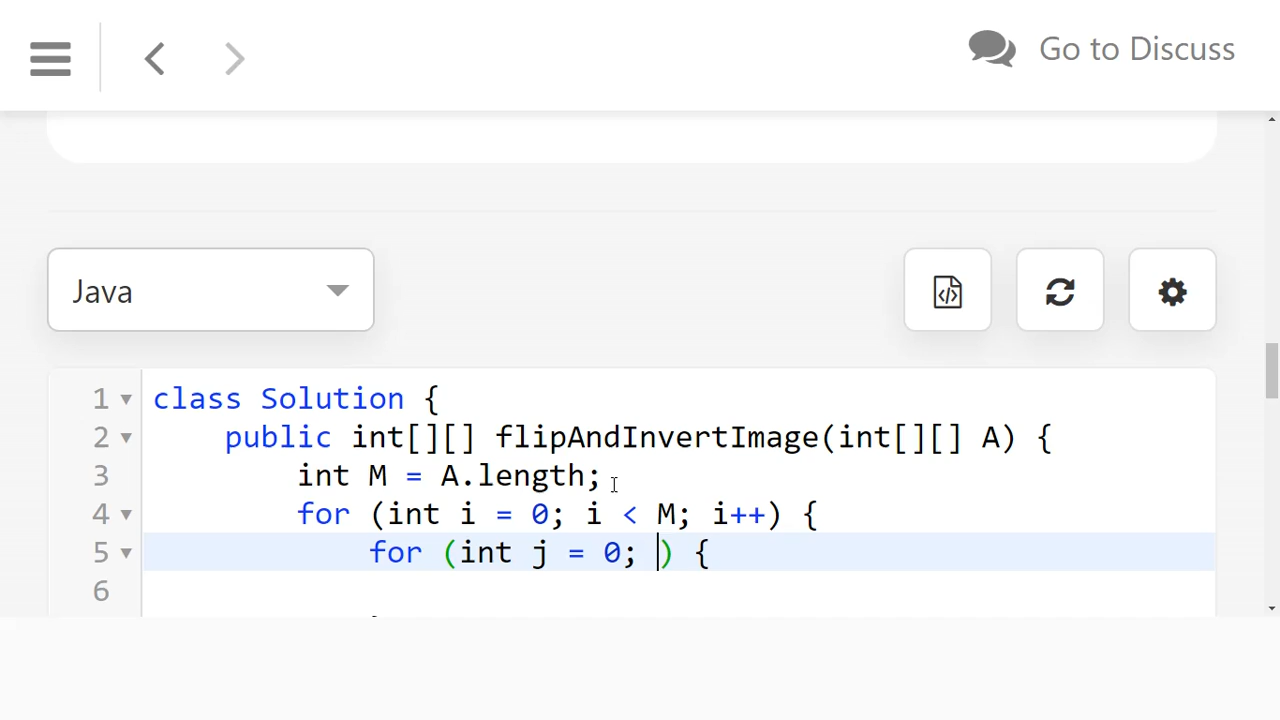 Go to Discuss
Java
1 class Solution {
2 public int[][] flipAndInvertImage(int[][] A) {
3 int M = A.length;
4 for (int i = 0; i < M; i++) {
5 for (int j = 0; ) {
6